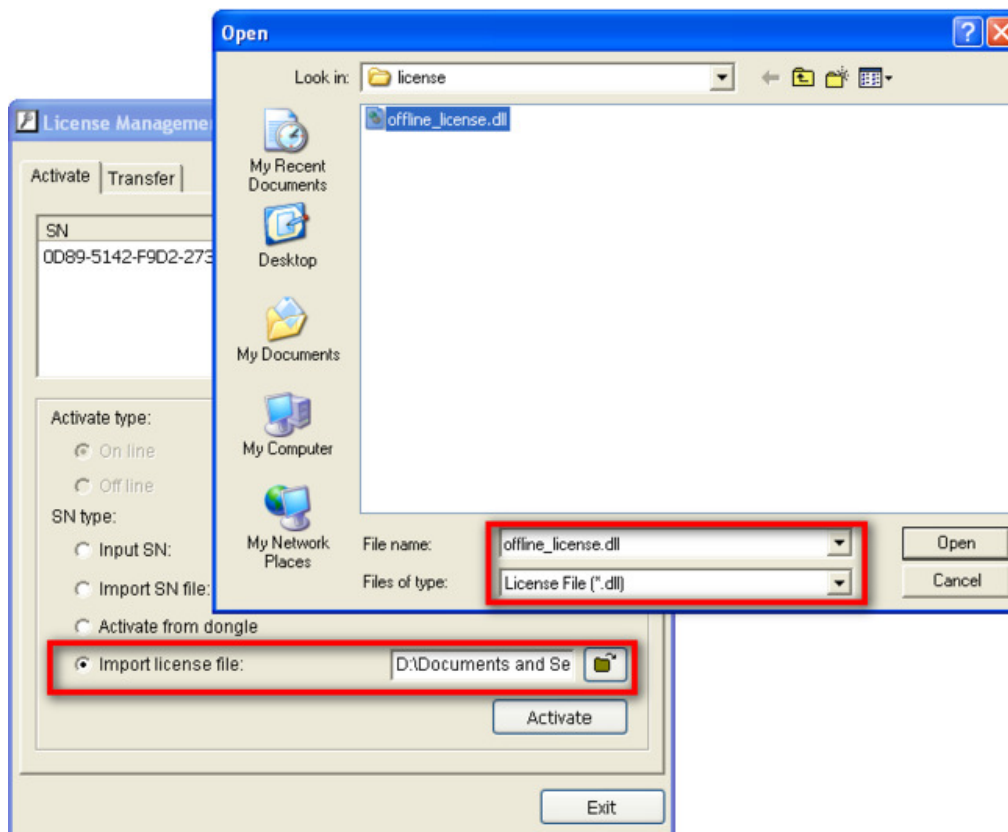 Open
Look in:
license
offline_license.dll
My Recent
Documents
Desktop
My Documents
My Computer
My Network
Places
File name:
offline_license.dll
Open
Files of type:
License File (*.dll)
Cancel
License Manageme
Activate
Transfer
SN
0D89-5142-F9D2-273
Activate type:
On line
Off line
SN type:
Input SN:
Import SN file:
Activate from dongle
Import license file:
D:\Documents and Se
Activate
Exit